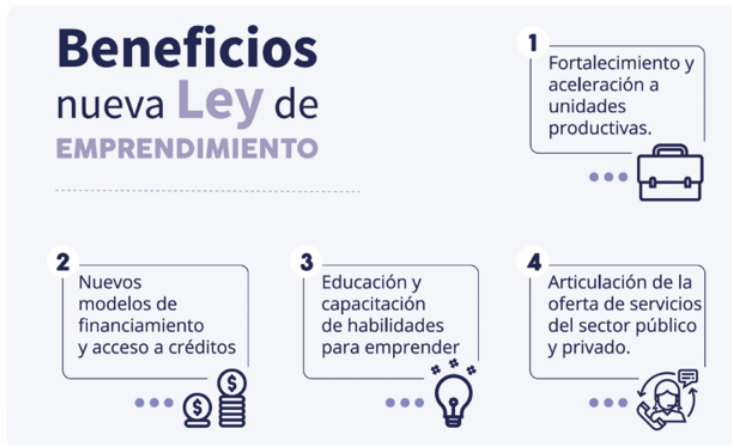 Beneficios
nueva Ley de
EMPRENDIMIENTO
1
Fortalecimiento y
aceleración a
unidades
productivas.
2
Nuevos
modelos de
financiamiento
y acceso a créditos
3
Educación y
capacitación
de habilidades
para emprender
4
Articulación de la
oferta de servicios
del sector público
y privado.
$
$